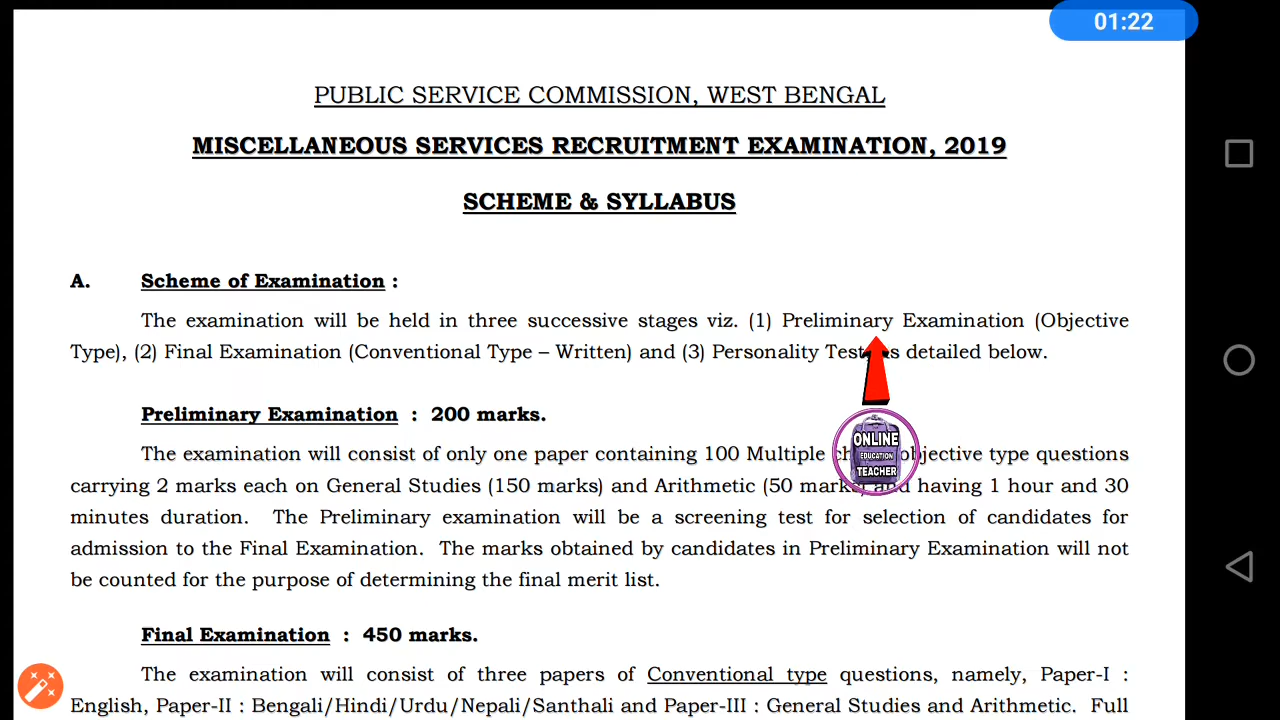 01:22
PUBLIC SERVICE COMMISSION, WEST BENGAL
MISCELLANEOUS SERVICES RECRUITMENT EXAMINATION, 2019
SCHEME & SYLLABUS
A. Scheme of Examination :
The examination will be held in three successive stages viz. (1) Preliminary Examination (Objective
Type), (2) Final Examination (Conventional Type – Written) and (3) Personality Test as detailed below.
Preliminary Examination : 200 marks.
The examination will consist of only one paper containing 100 Multiple objective type questions
carrying 2 marks each on General Studies (150 marks) and Arithmetic (50 marks) and having 1 hour and 30
minutes duration. The Preliminary examination will be a screening test for selection of candidates for
admission to the Final Examination. The marks obtained by candidates in Preliminary Examination will not
be counted for the purpose of determining the final merit list.
ONLINE
EDUCATION
TEACHER
Final Examination : 450 marks.
The examination will consist of three papers of Conventional type questions, namely, Paper-I :
English, Paper-II : Bengali/Hindi/Urdu/Nepali/Santhali and Paper-III : General Studies and Arithmetic. Full